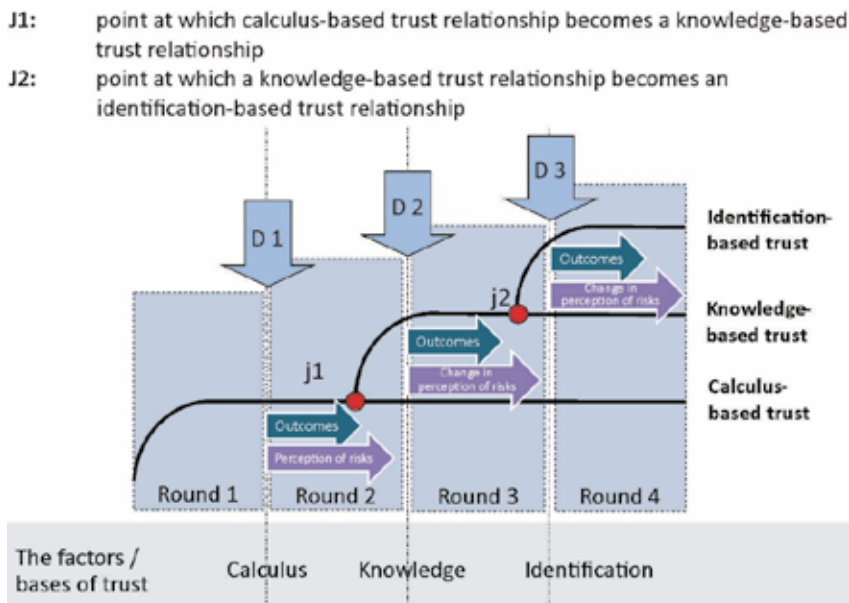 J1: point at which calculus-based trust relationship becomes a knowledge-based
trust relationship
J2: point at which a knowledge-based trust relationship becomes an
identification-based trust relationship
D 3
D 2
D 1
Identification-
based trust
Outcomes
Change in
perception of risks
j2
Knowledge-
based trust
Outcomes
Change in
perception of risks
j1
Calculus-
based trust
Outcomes
Perception of risks
Round 1
Round 2
Round 3
Round 4
The factors /
bases of trust
Calculus
Knowledge
Identification